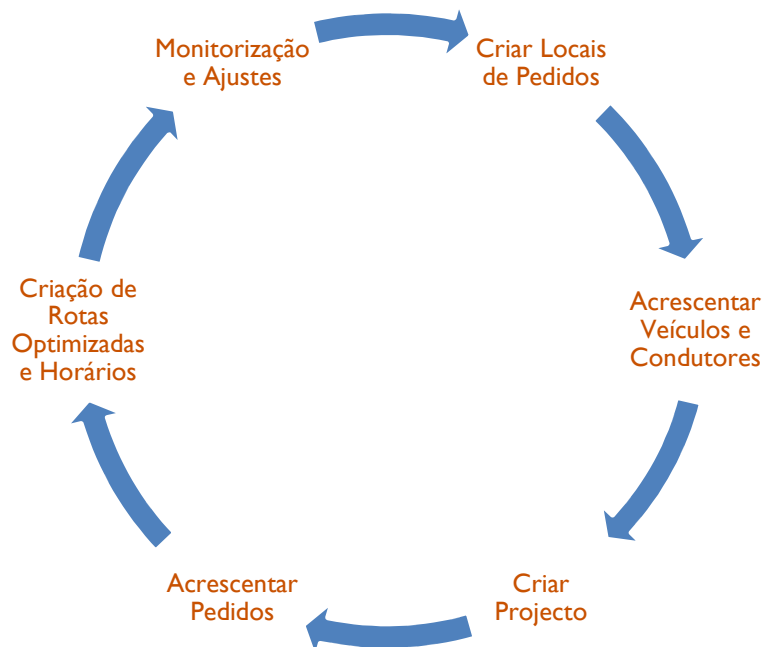 Monitorização
e Ajustes
Criar Locais
de Pedidos
Acrescentar
Veículos e
Condutores
Criar
Projecto
Acrescentar
Pedidos
Criação de
Rotas
Optimizadas
e Horários